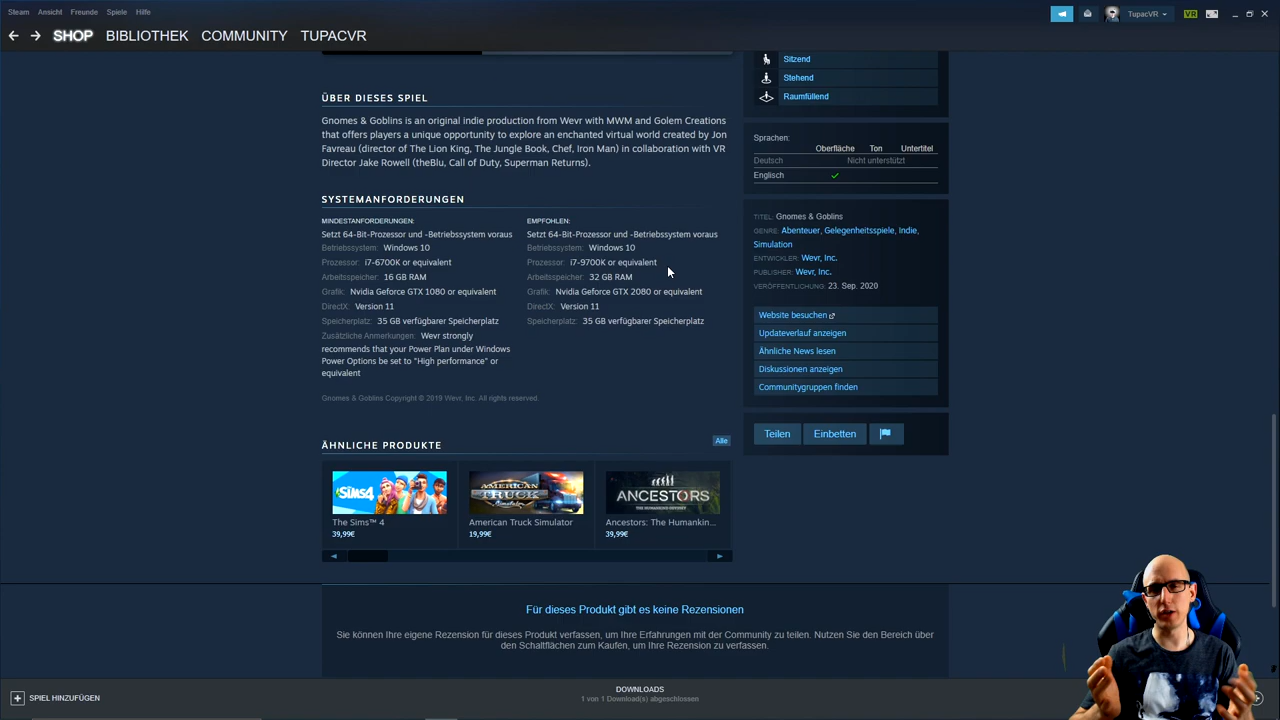 Steam Ansicht Freunde Spiele Hilfe
TupacVR
VR
SHOP BIBLIOTHEK COMMUNITY TUPACVR
Sitzend
Stehend
Raumfüllend
ÜBER DIESES SPIEL
Gnomes & Goblins is an original indie production from Wevr with MWM and Golem Creations
that offers players a unique opportunity to explore an enchanted virtual world created by Jon
Favreau (director of The Lion King, The Jungle Book, Chef, Iron Man) in collaboration with VR
Director Jake Rowell (theBlu, Call of Duty, Superman Returns).
SYSTEMANFORDERUNGEN
MINDESTANFORDERUNGEN:
Setzt 64-Bit-Prozessor und -Betriebssystem voraus
Betriebssystem: Windows 10
Prozessor: i7-6700K or equivalent
Arbeitsspeicher: 16 GB RAM
Grafik: Nvidia Geforce GTX 1080 or equivalent
DirectX: Version 11
Speicherplatz: 35 GB verfügbarer Speicherplatz
Zusätzliche Anmerkungen: Wevr strongly
recommends that your Power Plan under Windows
Power Options be set to "High performance" or
equivalent
EMPFOHLEN:
Setzt 64-Bit-Prozessor und -Betriebssystem voraus
Betriebssystem: Windows 10
Prozessor: i7-9700K or equivalent
Arbeitsspeicher: 32 GB RAM
Grafik: Nvidia Geforce GTX 2080 or equivalent
DirectX: Version 11
Speicherplatz: 35 GB verfügbarer Speicherplatz
Gnomes & Goblins Copyright © 2019 Wevr, Inc. All rights reserved.
Sprachen:
Oberfläche Ton Untertitel
Deutsch Nicht unterstützt
Englisch ✓
TITEL: Gnomes & Goblins
GENRE: Abenteuer, Gelegenheitsspiele, Indie,
Simulation
ENTWICKLER: Wevr, Inc.
PUBLISHER: Wevr, Inc.
VERÖFFENTLICHUNG: 23. Sep. 2020
Website besuchen
Updateverlauf anzeigen
Ähnliche News lesen
Diskussionen anzeigen
Communitygruppen finden
Teilen Einbetten
ÄHNLICHE PRODUKTE
Alle
SIMS4
AMERICAN TRUCK Simulator
ANCESTORS
The Sims™ 4
39,99€
American Truck Simulator
19,99€
Ancestors: The Humankin...
39,99€
Für dieses Produkt gibt es keine Rezensionen
Sie können Ihre eigene Rezension für dieses Produkt verfassen, um Ihre Erfahrungen mit der Community zu teilen. Nutzen Sie den Bereich über
den Schaltflächen zum Kaufen, um Ihre Rezension zu verfassen.
SPIEL HINZUFÜGEN
DOWNLOADS
1 von 1 Download(s) abgeschlossen